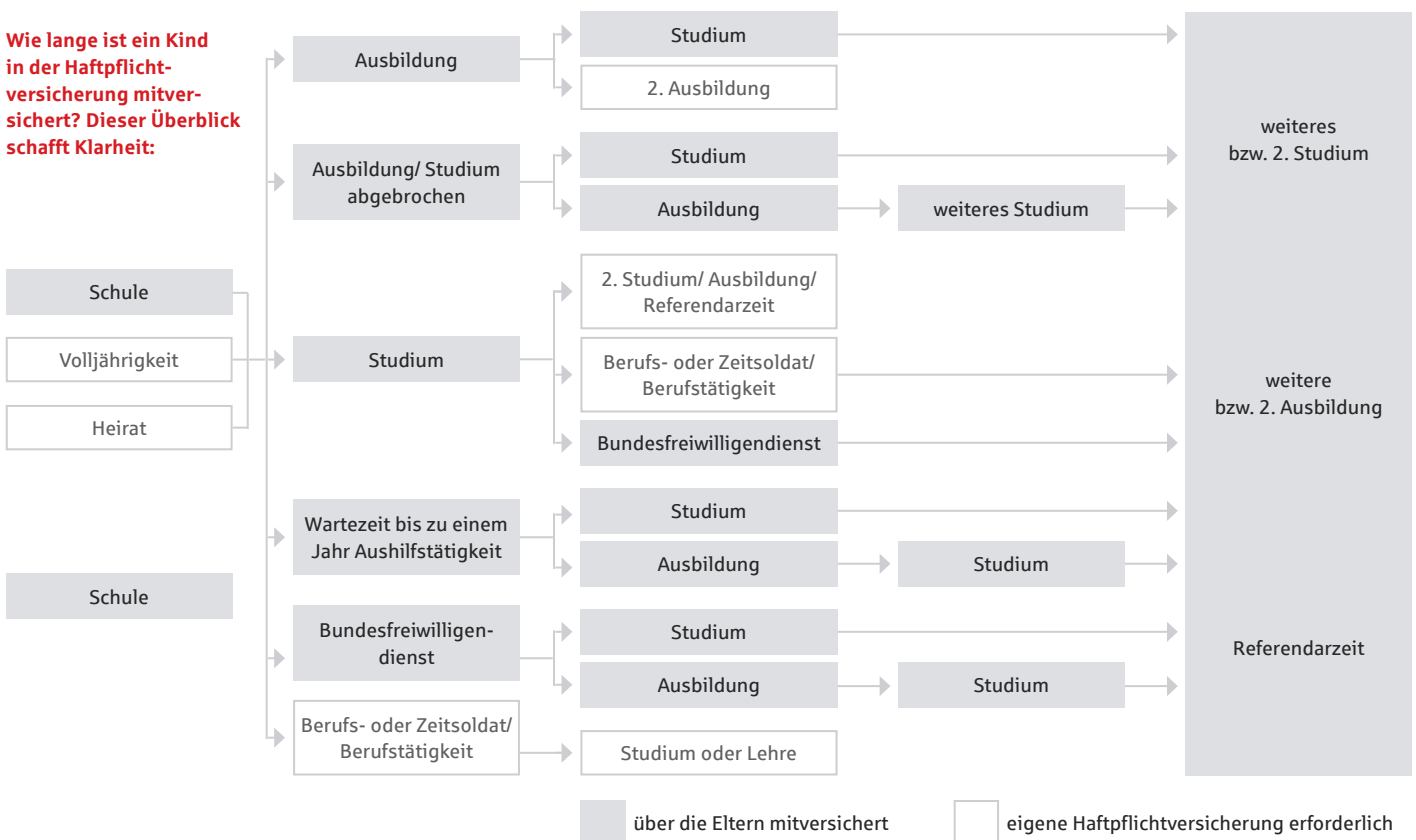 Wie lange ist ein Kind
in der Haftpflicht-
versicherung mitver-
sichert? Dieser Überblick
schafft Klarheit:
Schule
Volljährigkeit
Heirat
Schule
Ausbildung
Ausbildung/ Studium
abgebrochen
Studium
Wartezeit bis zu einem
Jahr Aushilfstätigkeit
Bundesfreiwilligen-
dienst
Berufs- oder Zeitsoldat/
Berufstätigkeit
Studium
2. Ausbildung
Studium
Ausbildung
weiteres Studium
2. Studium/ Ausbildung/
Referendarzeit
Berufs- oder Zeitsoldat/
Berufstätigkeit
Bundesfreiwilligendienst
Studium
Ausbildung
Studium
Studium
Ausbildung
Studium
Studium oder Lehre
weiteres
bzw. 2. Studium
weitere
bzw. 2. Ausbildung
Referendarzeit
über die Eltern mitversichert
eigene Haftpflichtversicherung erforderlich